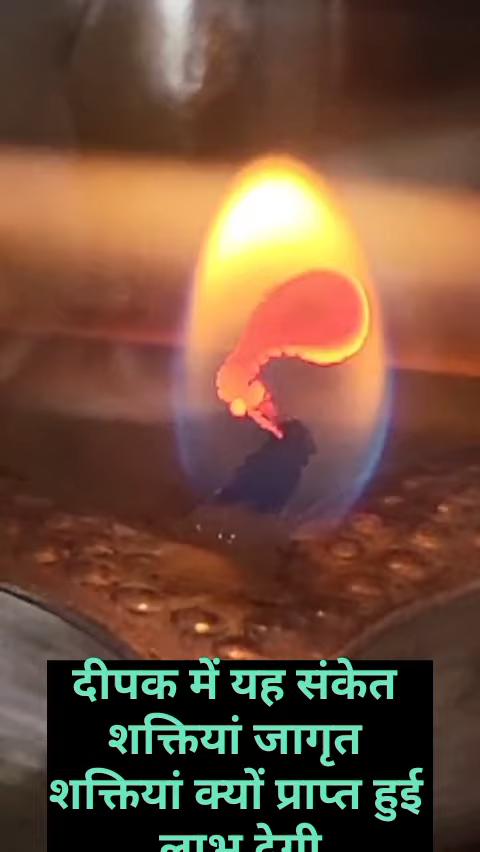 दीपक में यह संकेत
शक्तियां जागृत
शक्तियां क्यों प्राप्त हुई
लाभ देगी